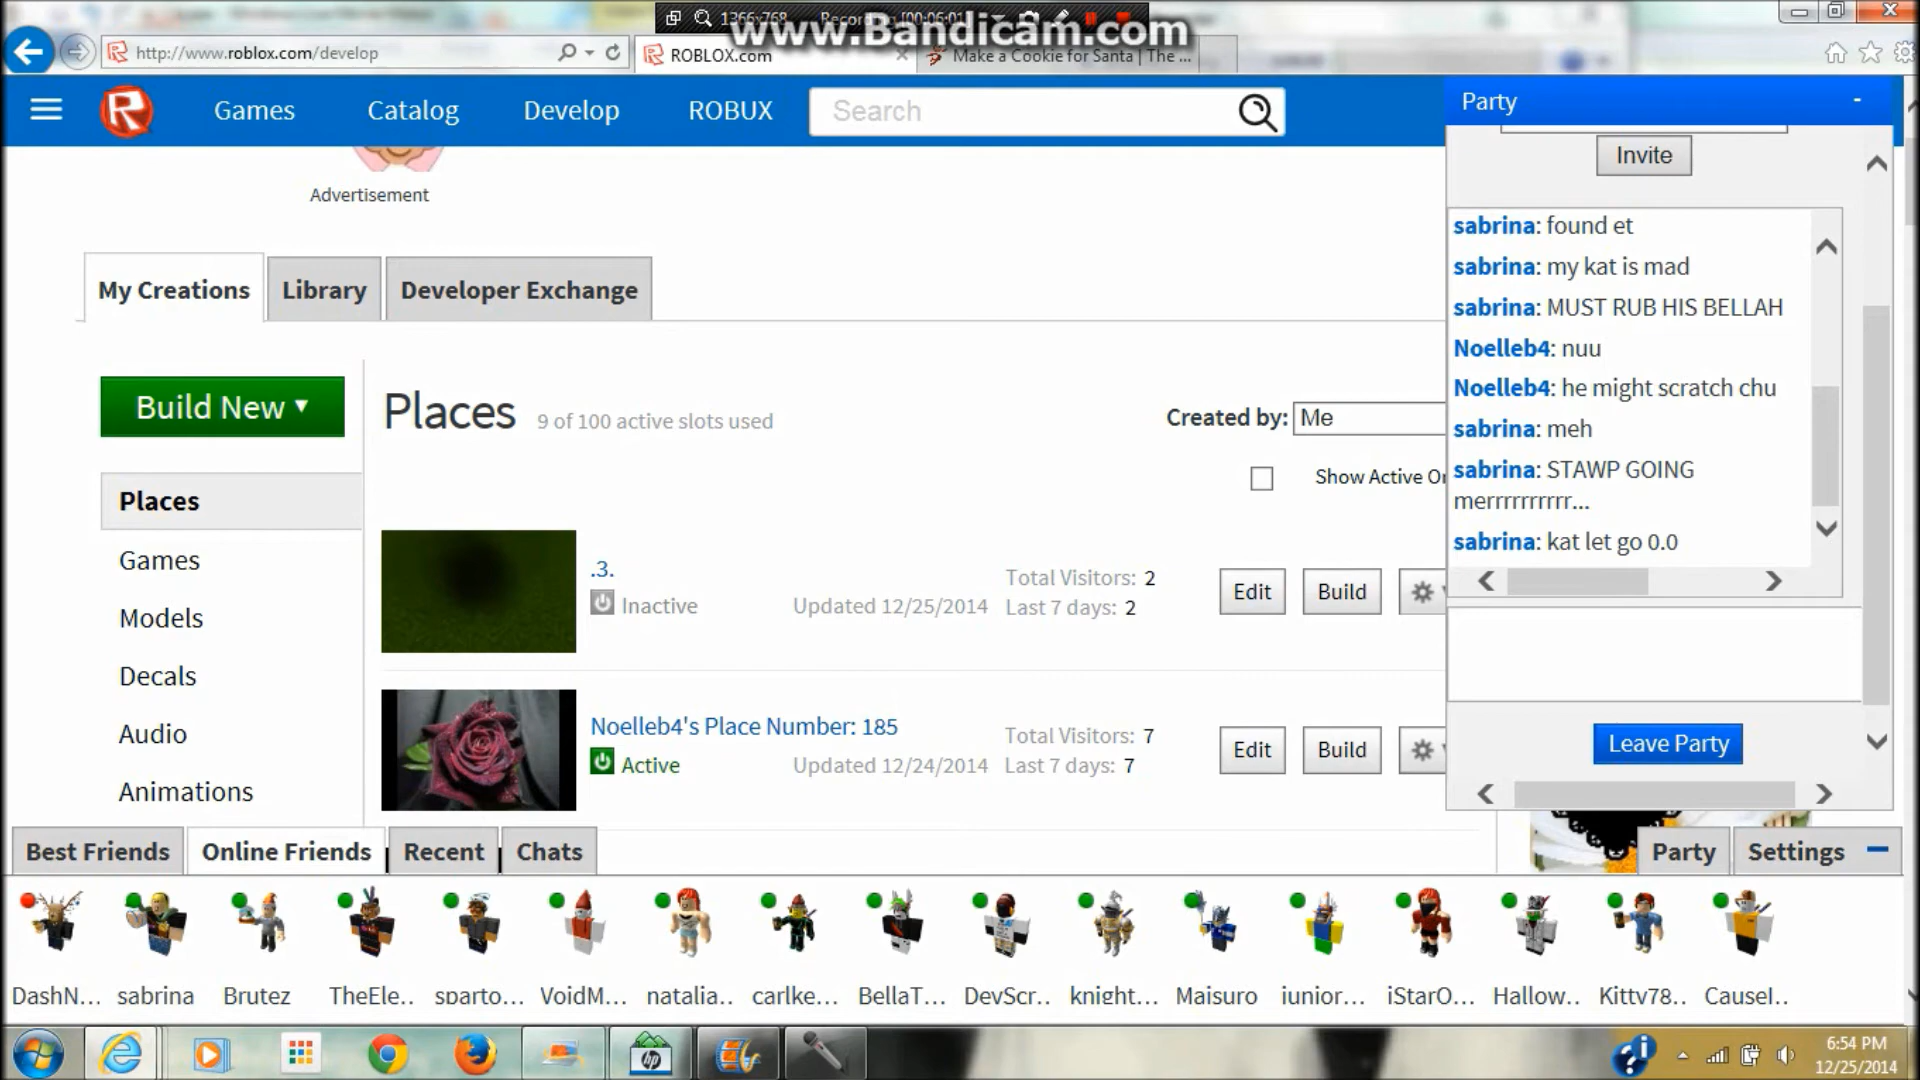 1366x768
www.Bandicam.com
http://www.roblox.com/develop
ROBLOX.com
Make a Cookie for Santa | The ...
Games
Catalog
Develop
ROBUX
Search
Party
-
Invite
Advertisement
My Creations
Library
Developer Exchange
Build New
Places
Games
Models
Decals
Audio
Animations
Places 9 of 100 active slots used
Created by: Me
Show Active
.3.
Inactive
Updated 12/25/2014
Total Visitors: 2
Last 7 days: 2
Edit
Build
Noelleb4's Place Number: 185
Active
Updated 12/24/2014
Total Visitors: 7
Last 7 days: 7
Edit
Build
sabrina: found et
sabrina: my kat is mad
sabrina: MUST RUB HIS BELLAH
Noelleb4: nuu
Noelleb4: he might scratch chu
sabrina: meh
sabrina: STAWP GOING
merrrrrrrrrr...
sabrina: kat let go 0.0
Leave Party
Best Friends
Online Friends
Recent
Chats
Party
Settings
DashN...
sabrina
Brutez
TheEle..
sparto...
VoidM...
natalia..
carlke...
BellaT...
DevScr..
knight...
Maisuro
iunior...
iStarO...
Hallow..
Kitty78..
CauseI..
hp
6:54 PM
12/25/2014